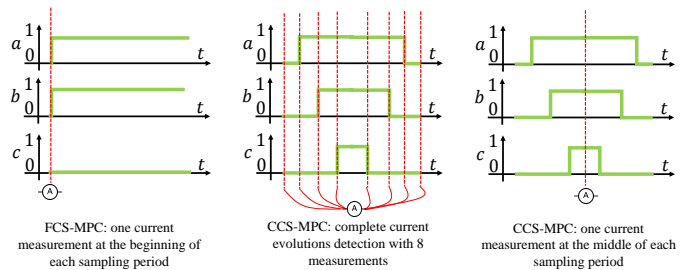 a 1 0 t
b 1 0 t
c 1 0 t
A
FCS-MPC: one current
measurement at the beginning of
each sampling period
a 1 0 t
b 1 0 t
c 1 0 t
A
CCS-MPC: complete current
evolutions detection with 8
measurements
a 1 0 t
b 1 0 t
c 1 0 t
A
CCS-MPC: one current
measurement at the middle of each
sampling period